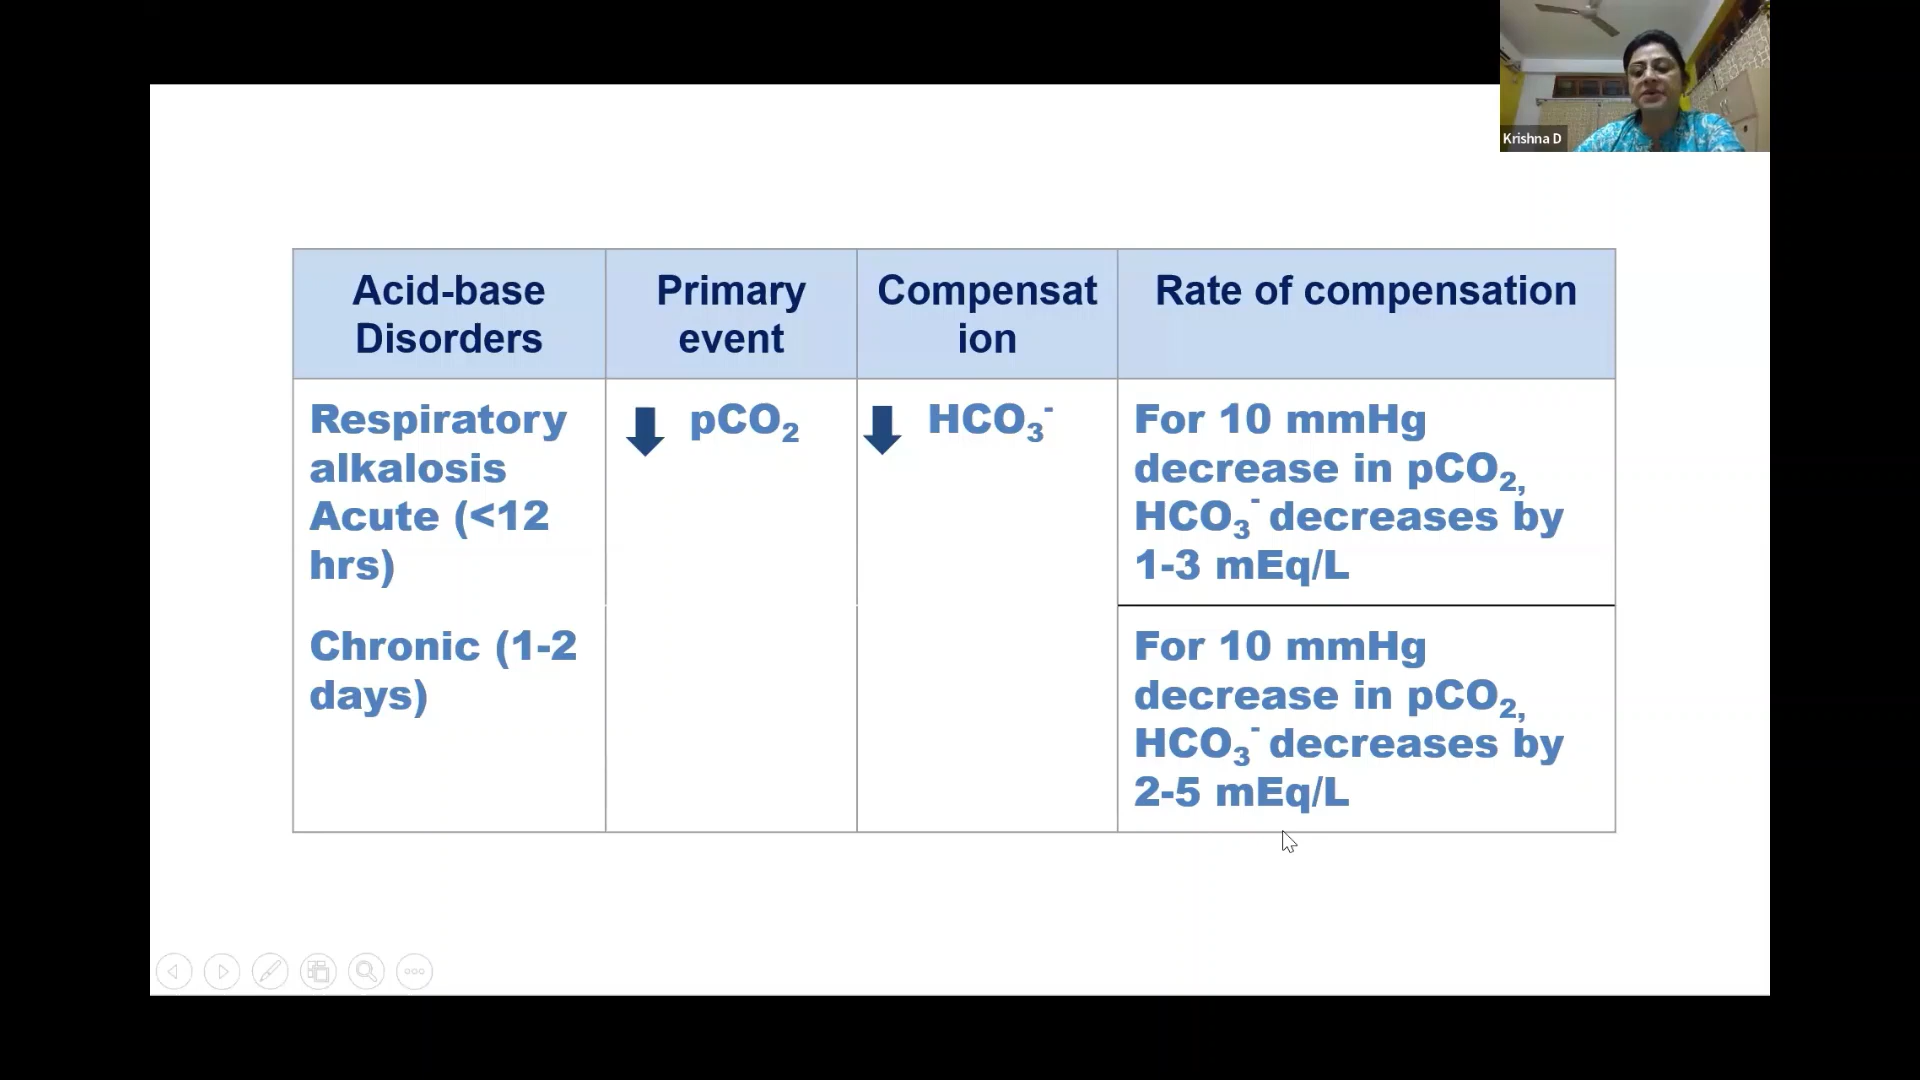 Krishna D
Acid-base
Disorders
Primary
event
Compensat
ion
Rate of compensation
Respiratory
alkalosis
Acute (<12
hrs)
pCO₂
HCO₃⁻
For 10 mmHg
decrease in pCO₂,
HCO₃⁻ decreases by
1-3 mEq/L
Chronic (1-2
days)
For 10 mmHg
decrease in pCO₂,
HCO₃⁻ decreases by
2-5 mEq/L